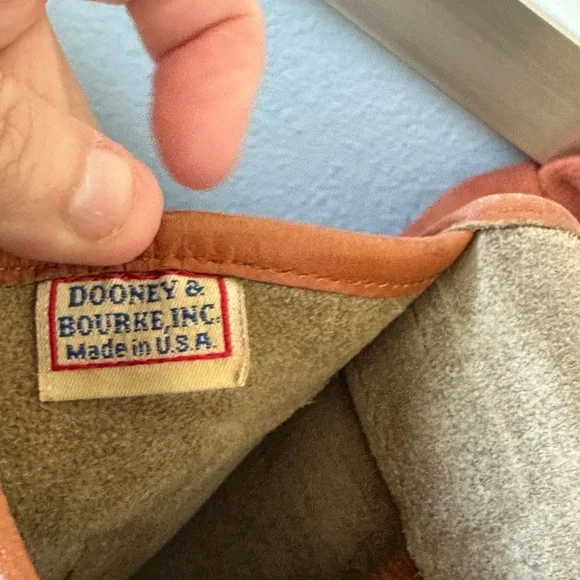 DOONEY &
BOURKE, INC.
Made in U.S.A.